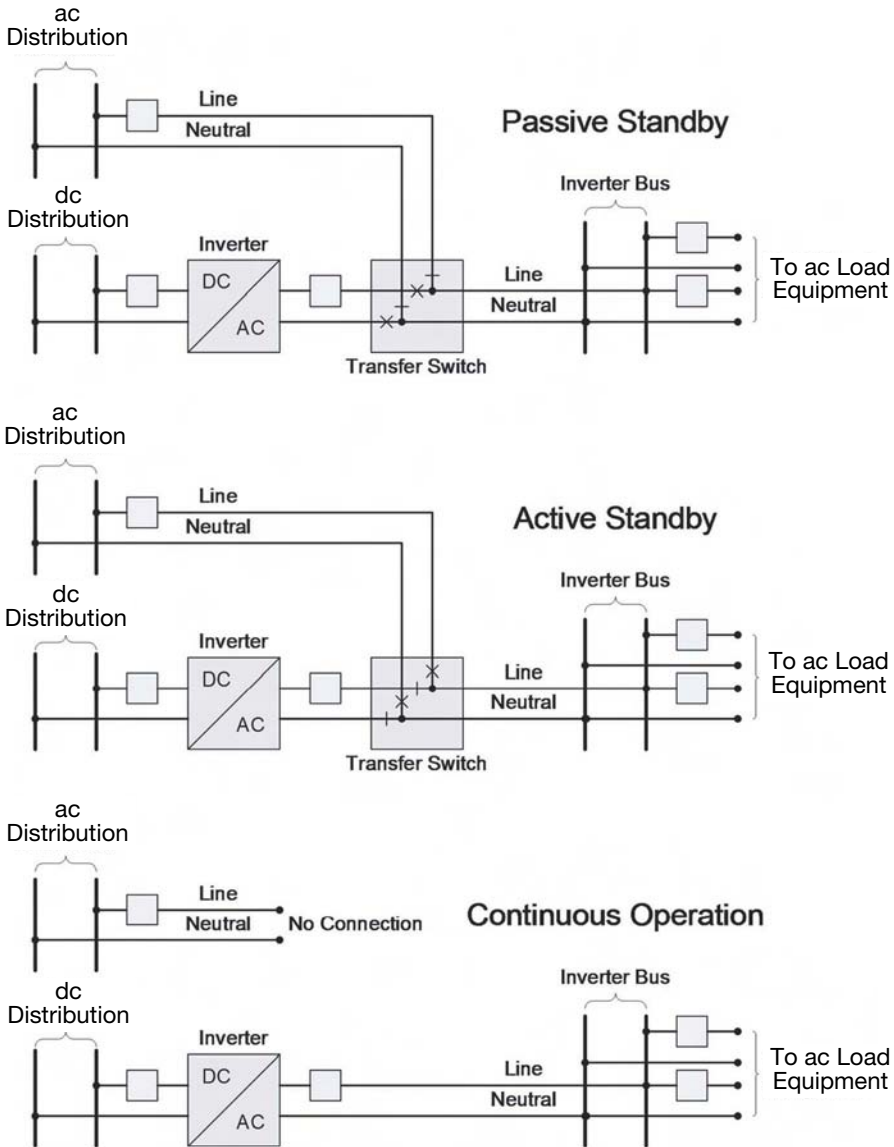 ac
Distribution
Line
Neutral
Passive Standby
dc
Distribution
Inverter Bus
Inverter
DC
AC
Line
Neutral
To ac Load
Equipment
Transfer Switch
ac
Distribution
Line
Neutral
Active Standby
dc
Distribution
Inverter Bus
Inverter
DC
AC
Line
Neutral
To ac Load
Equipment
Transfer Switch
ac
Distribution
Line
Neutral
No Connection
Continuous Operation
dc
Distribution
Inverter Bus
Inverter
DC
AC
Line
Neutral
To ac Load
Equipment